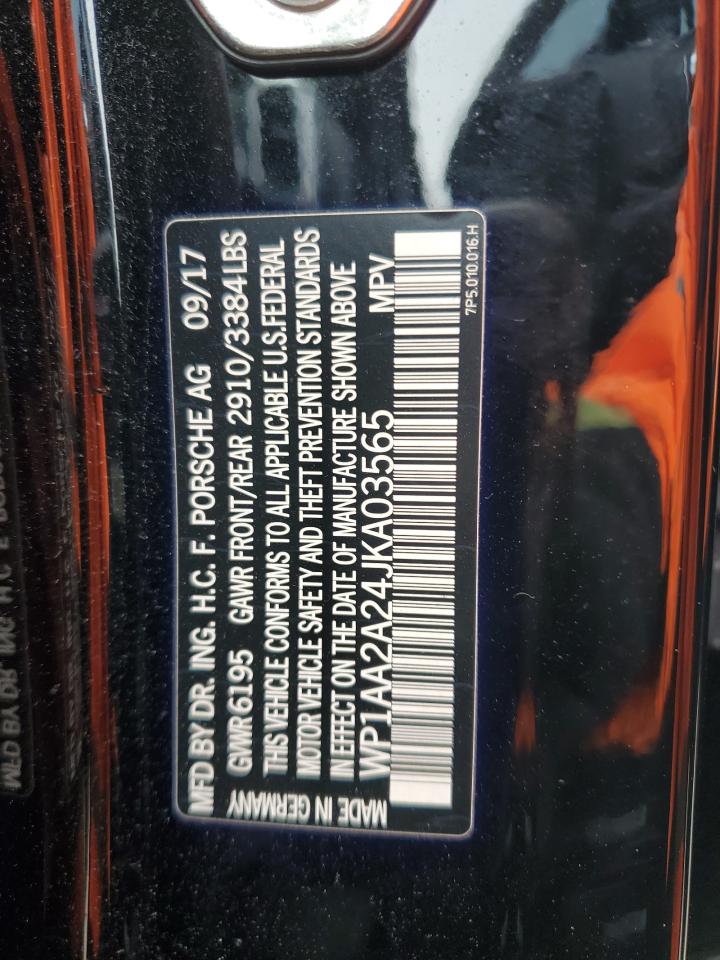 MFD BY DR. ING. H.C. F. PORSCHE AG 09/17
GWR6195 GAWR FRONT/REAR 2910/3384LBS
THIS VEHICLE CONFORMS TO ALL APPLICABLE U.S.FEDERAL
MOTOR VEHICLE SAFETY AND THEFT PREVENTION STANDARDS
IN EFFECT ON THE DATE OF MANUFACTURE SHOWN ABOVE
WP1AA2A24JKA03565 MPV
MADE IN GERMANY
7P5.010.016.H